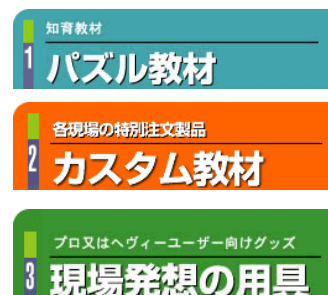 知育教材
1
パズル教材
各現場の特別注文製品
2
カスタム教材
プロ又はヘヴィーユーザー向けグッズ
3
現場発想の用具